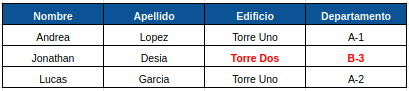 Nombre Apellido Edificio Departamento
Andrea Lopez Torre Uno A-1
Jonathan Desia Torre Dos B-3
Lucas Garcia Torre Uno A-2